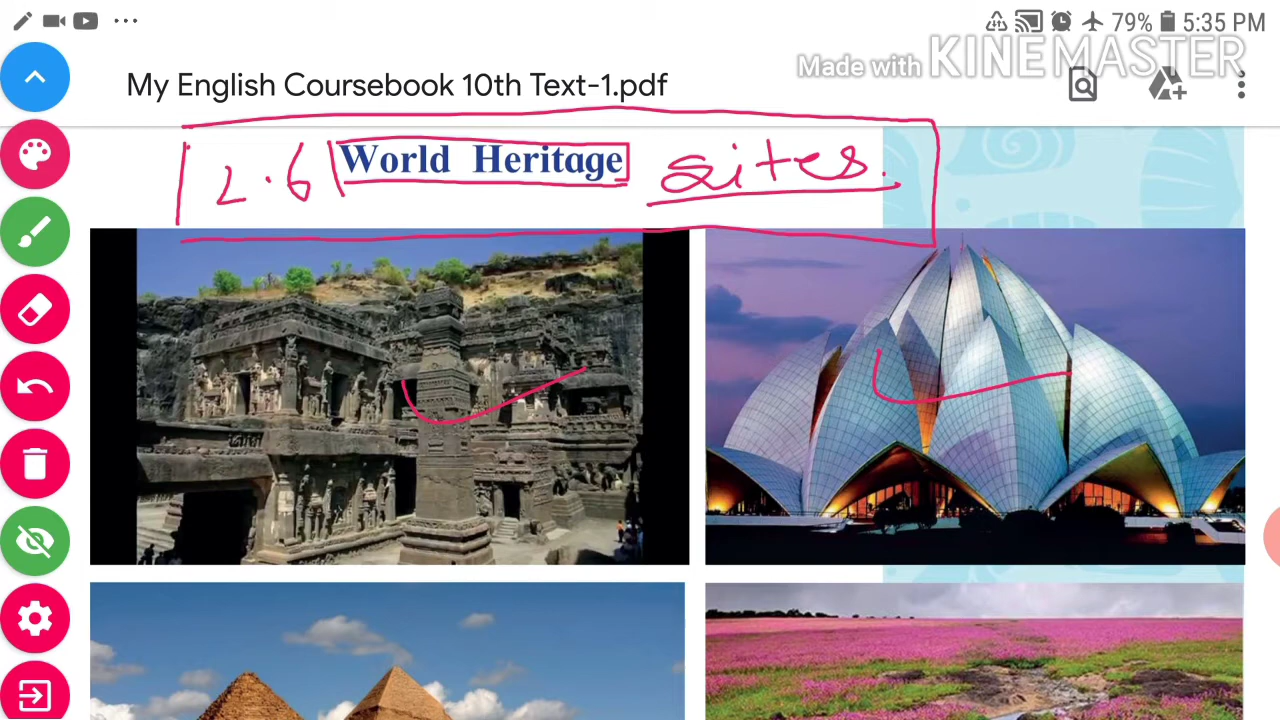 79% 5:35 PM
Made with KINEMASTER
My English Coursebook 10th Text-1.pdf
2.6 World Heritage sites.